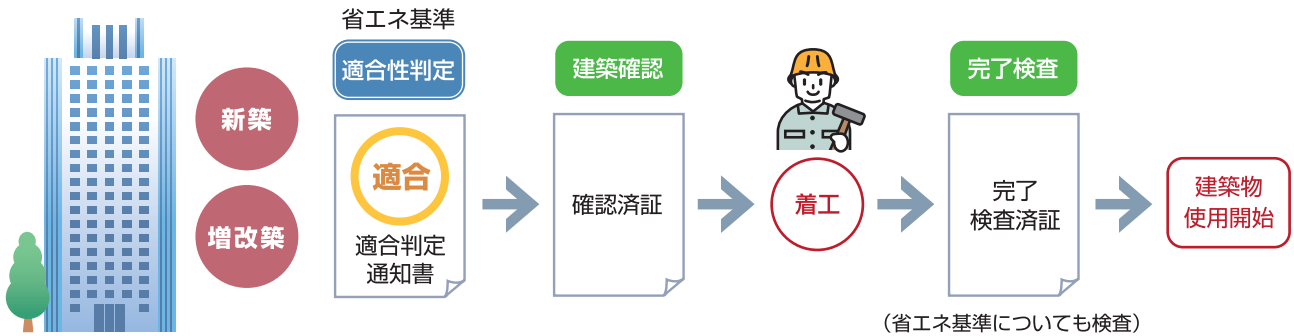 新築
増改築
省エネ基準
適合性判定
適合
適合判定
通知書
建築確認
確認済証
着工
完了検査
完了
検査済証
（省エネ基準についても検査）
建築物
使用開始